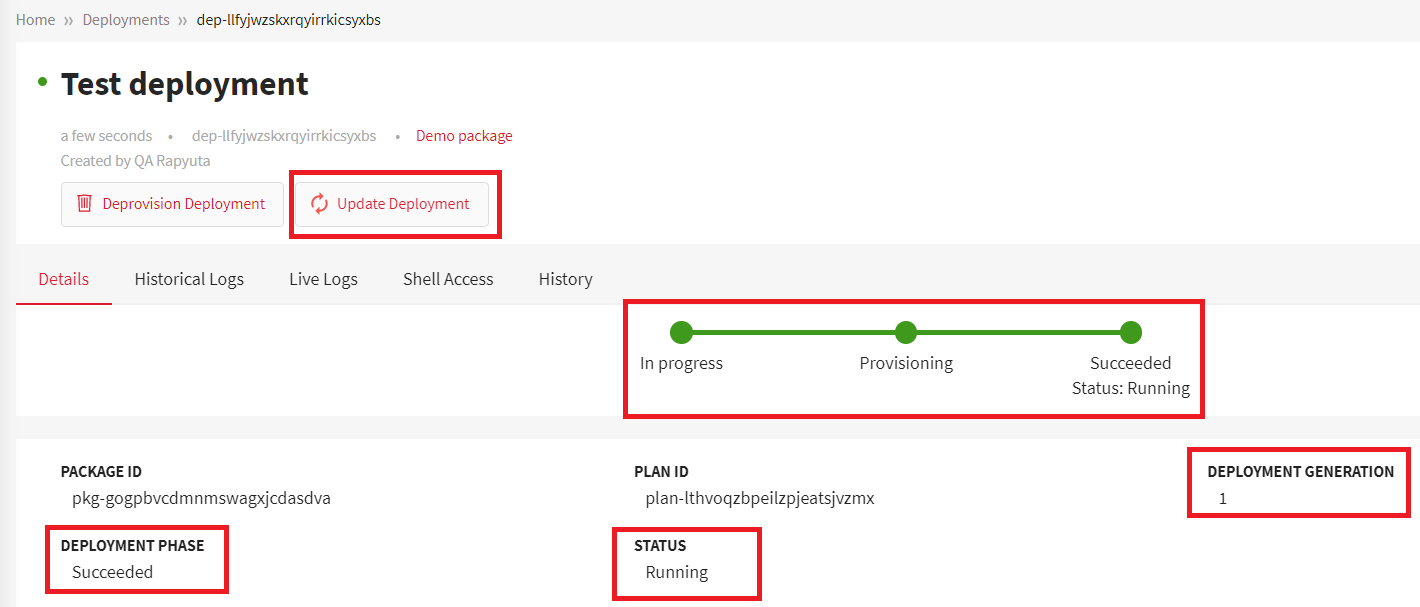 Home » Deployments » dep-llfyjwzskxrqyirrkicsyxbs
Test deployment
a few seconds • dep-llfyjwzskxrqyirrkicsyxbs • Demo package
Created by QA Rapyuta
Deprovision Deployment Update Deployment
Details Historical Logs Live Logs Shell Access History
In progress Provisioning Succeeded
Status: Running
PACKAGE ID PLAN ID DEPLOYMENT GENERATION
pkg-gogpbvcdmnmswagxjcdasdva plan-lthvoqzbpeilzpjeatsjvzmx 1
DEPLOYMENT PHASE STATUS
Succeeded Running